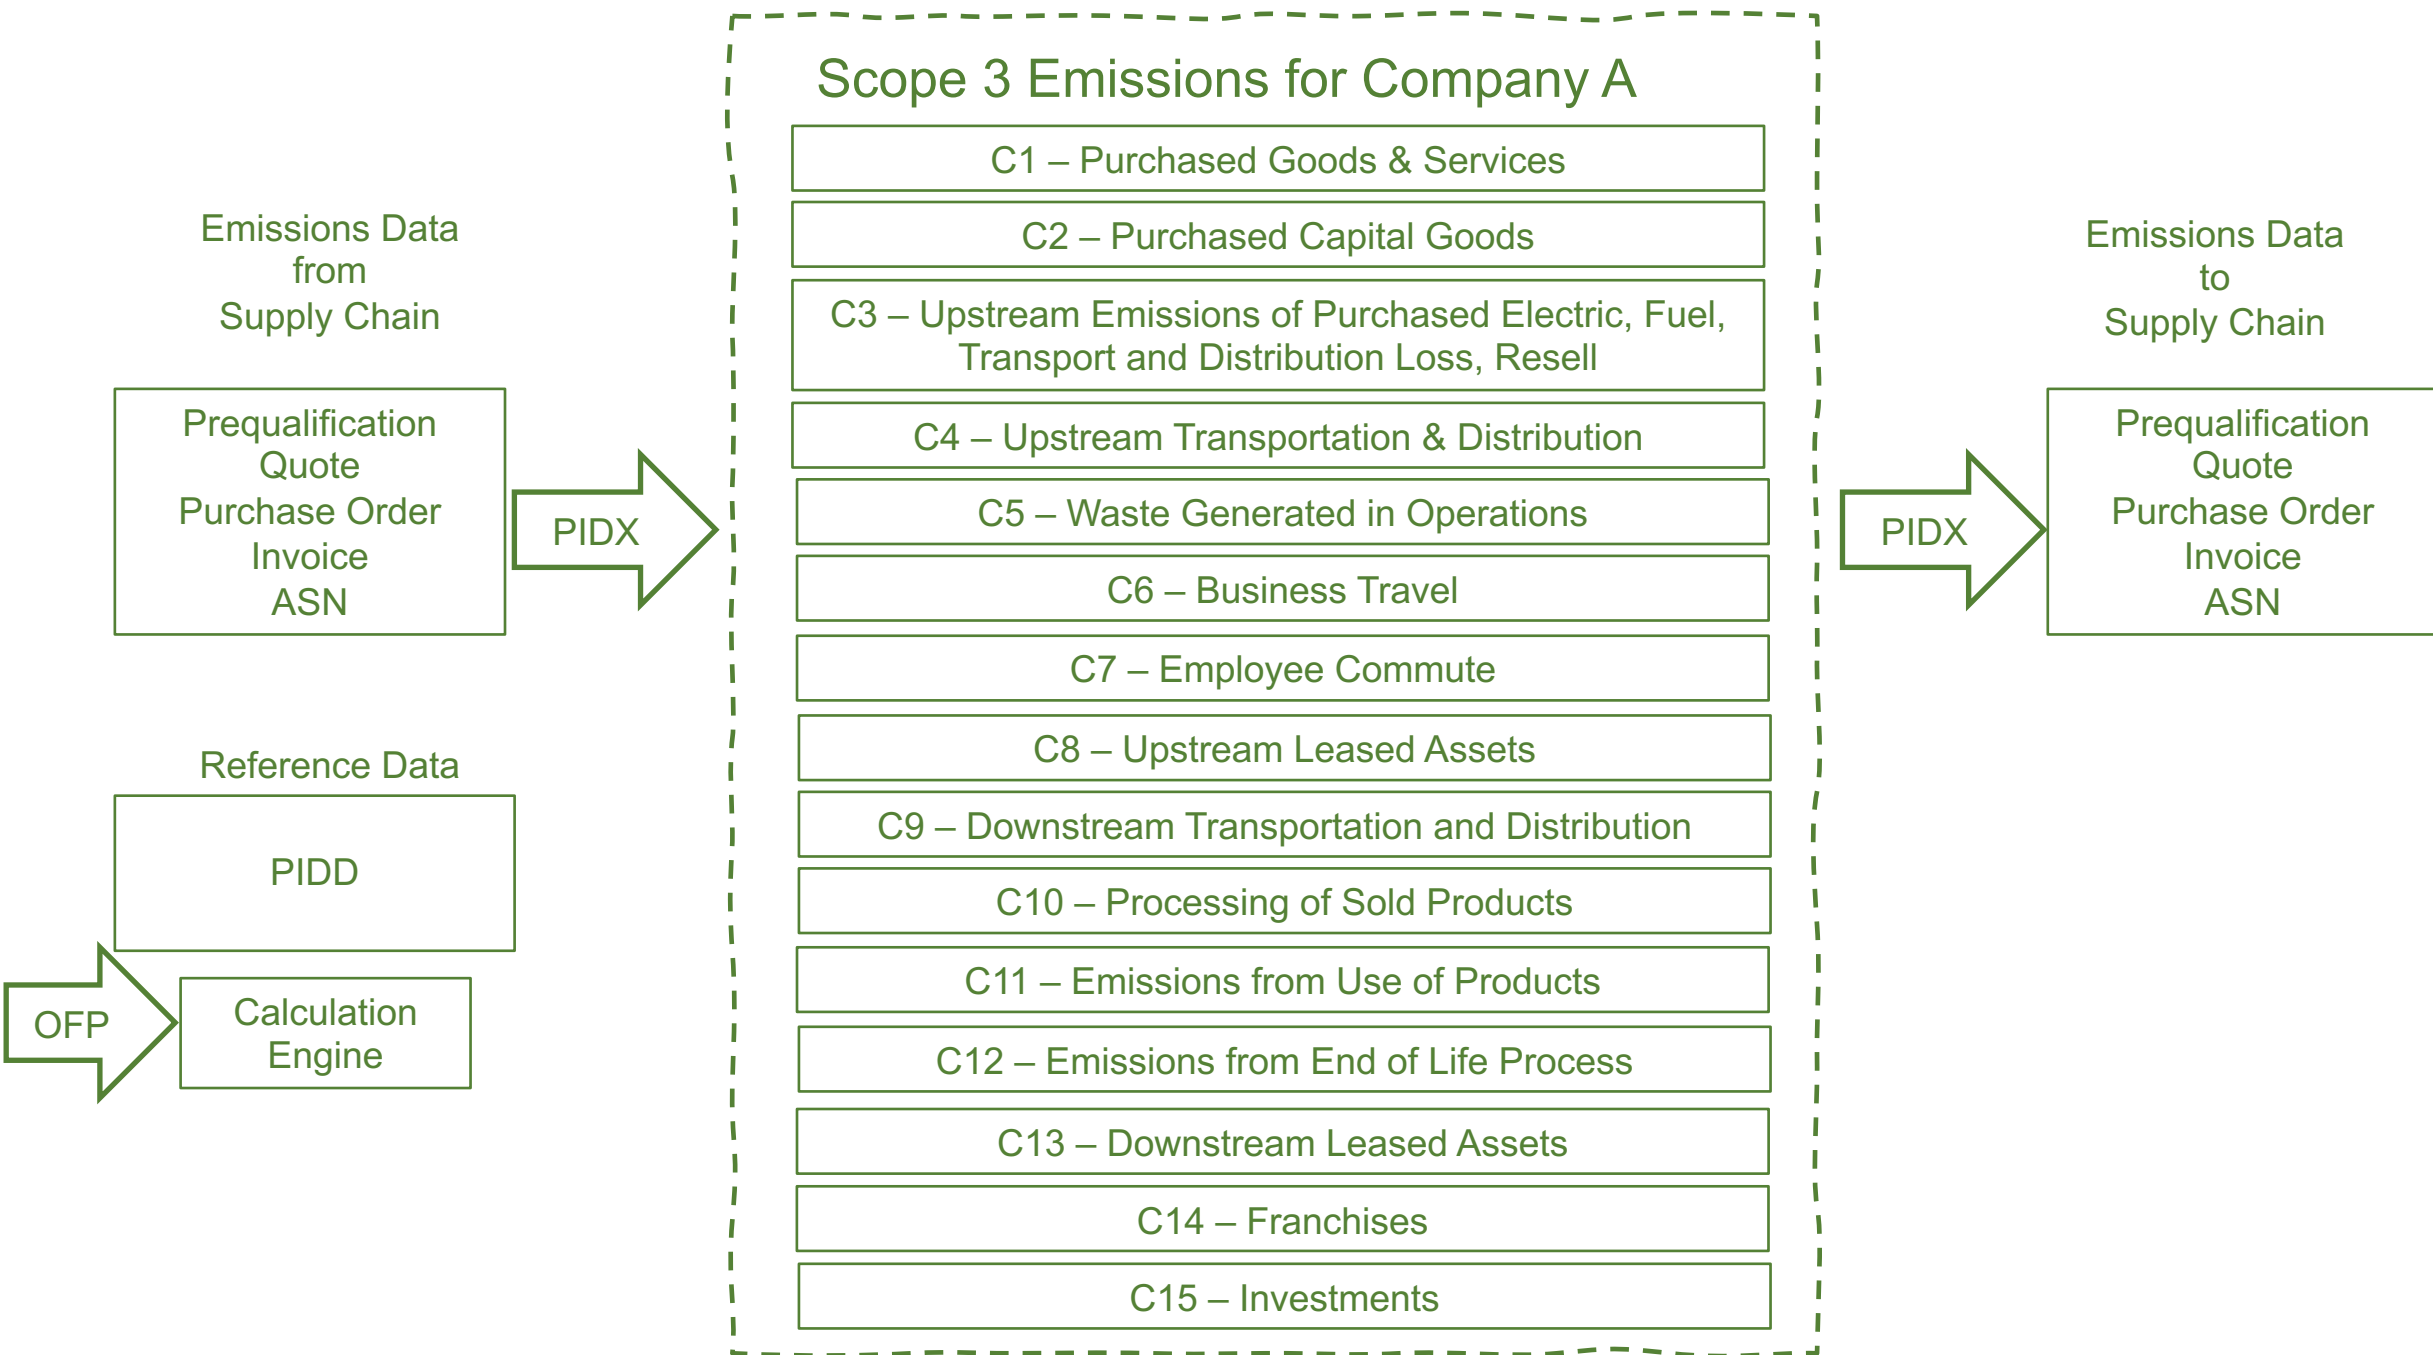 Scope 3 Emissions for Company A
Emissions Data
from
Supply Chain
Prequalification
Quote
Purchase Order
Invoice
ASN
PIDX
Reference Data
PIDD
OFP
Calculation
Engine
C1 – Purchased Goods & Services
C2 – Purchased Capital Goods
C3 – Upstream Emissions of Purchased Electric, Fuel,
Transport and Distribution Loss, Resell
C4 – Upstream Transportation & Distribution
C5 – Waste Generated in Operations
C6 – Business Travel
C7 – Employee Commute
C8 – Upstream Leased Assets
C9 – Downstream Transportation and Distribution
C10 – Processing of Sold Products
C11 – Emissions from Use of Products
C12 – Emissions from End of Life Process
C13 – Downstream Leased Assets
C14 – Franchises
C15 – Investments
PIDX
Emissions Data
to
Supply Chain
Prequalification
Quote
Purchase Order
Invoice
ASN